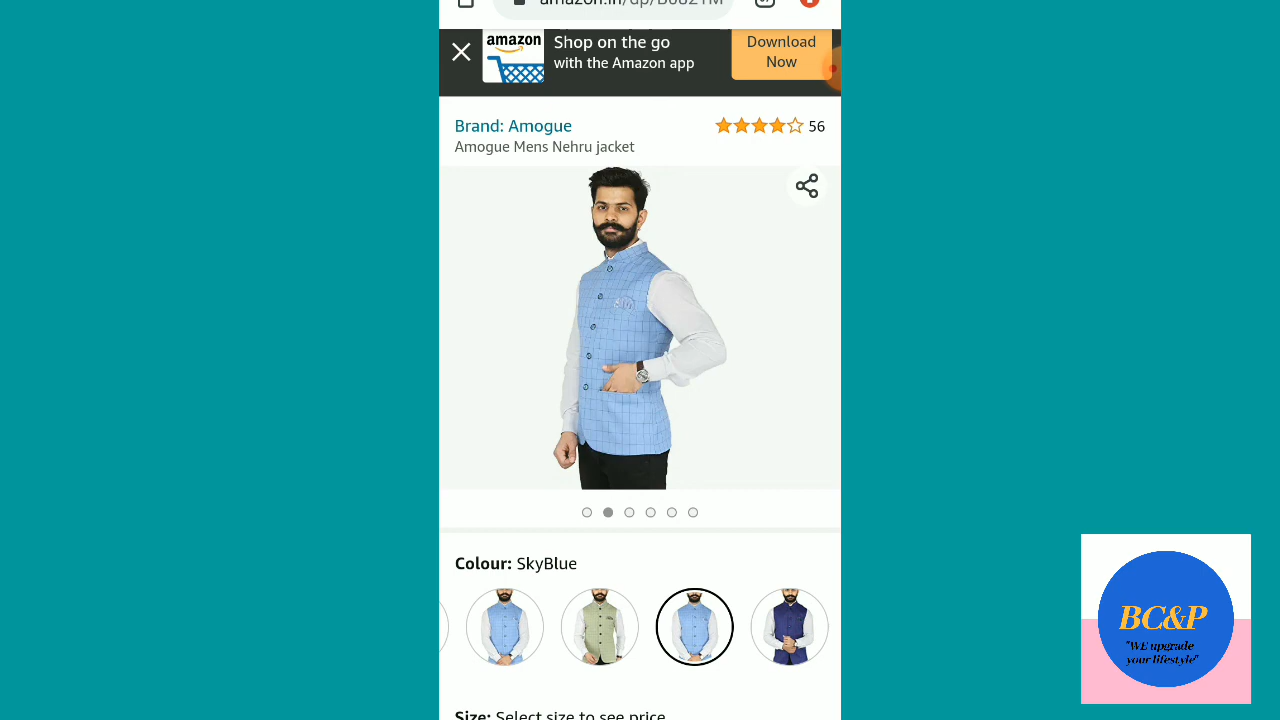 amazon
Shop on the go
with the Amazon app
Download
Now
Brand: Amogue
56
Amogue Mens Nehru jacket
Colour: SkyBlue
Size: Select size to see price
BC&P
"WE upgrade
your lifestyle"